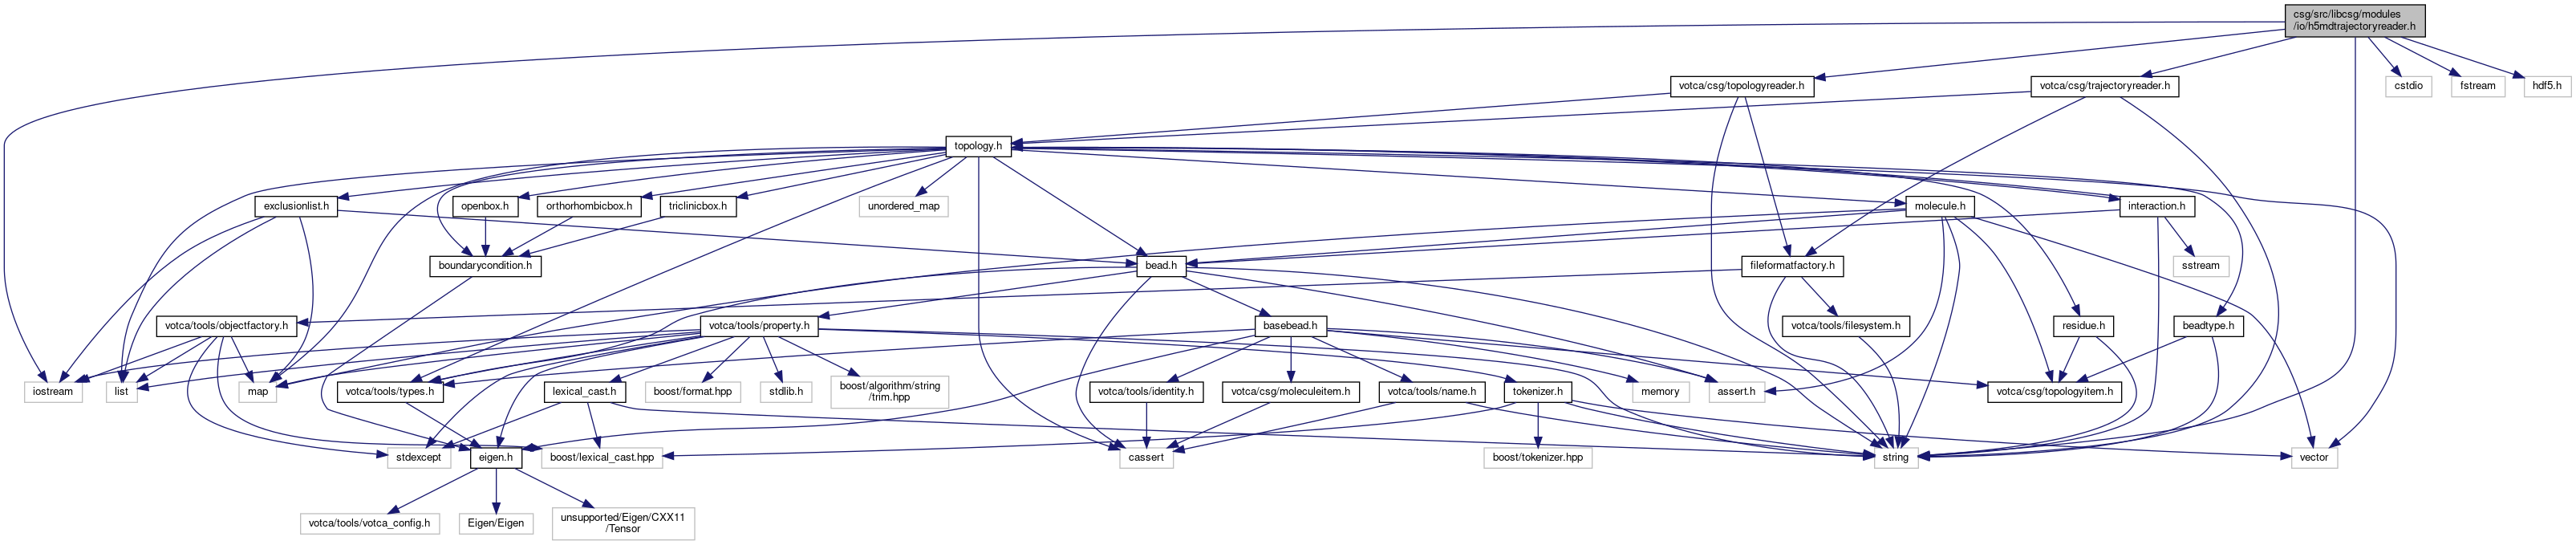 csg/src/libcsg/modules
/io/h5mdtrajectoryreader.h
votca/csg/topologyreader.h
votca/csg/trajectoryreader.h
cstdio
fstream
hdf5.h
topology.h
exclusionlist.h
openbox.h
orthorhombicbox.h
triclinicbox.h
unordered_map
molecule.h
interaction.h
boundarycondition.h
bead.h
fileformatfactory.h
sstream
votca/tools/objectfactory.h
votca/tools/property.h
basebead.h
votca/tools/filesystem.h
residue.h
beadtype.h
iostream
list
map
votca/tools/types.h
lexical_cast.h
boost/format.hpp
stdlib.h
boost/algorithm/string
/trim.hpp
votca/tools/identity.h
votca/csg/moleculeitem.h
votca/tools/name.h
tokenizer.h
memory
assert.h
votca/csg/topologyitem.h
stdexcept
eigen.h
boost/lexical_cast.hpp
cassert
boost/tokenizer.hpp
string
vector
votca/tools/votca_config.h
Eigen/Eigen
unsupported/Eigen/CXX11
/Tensor